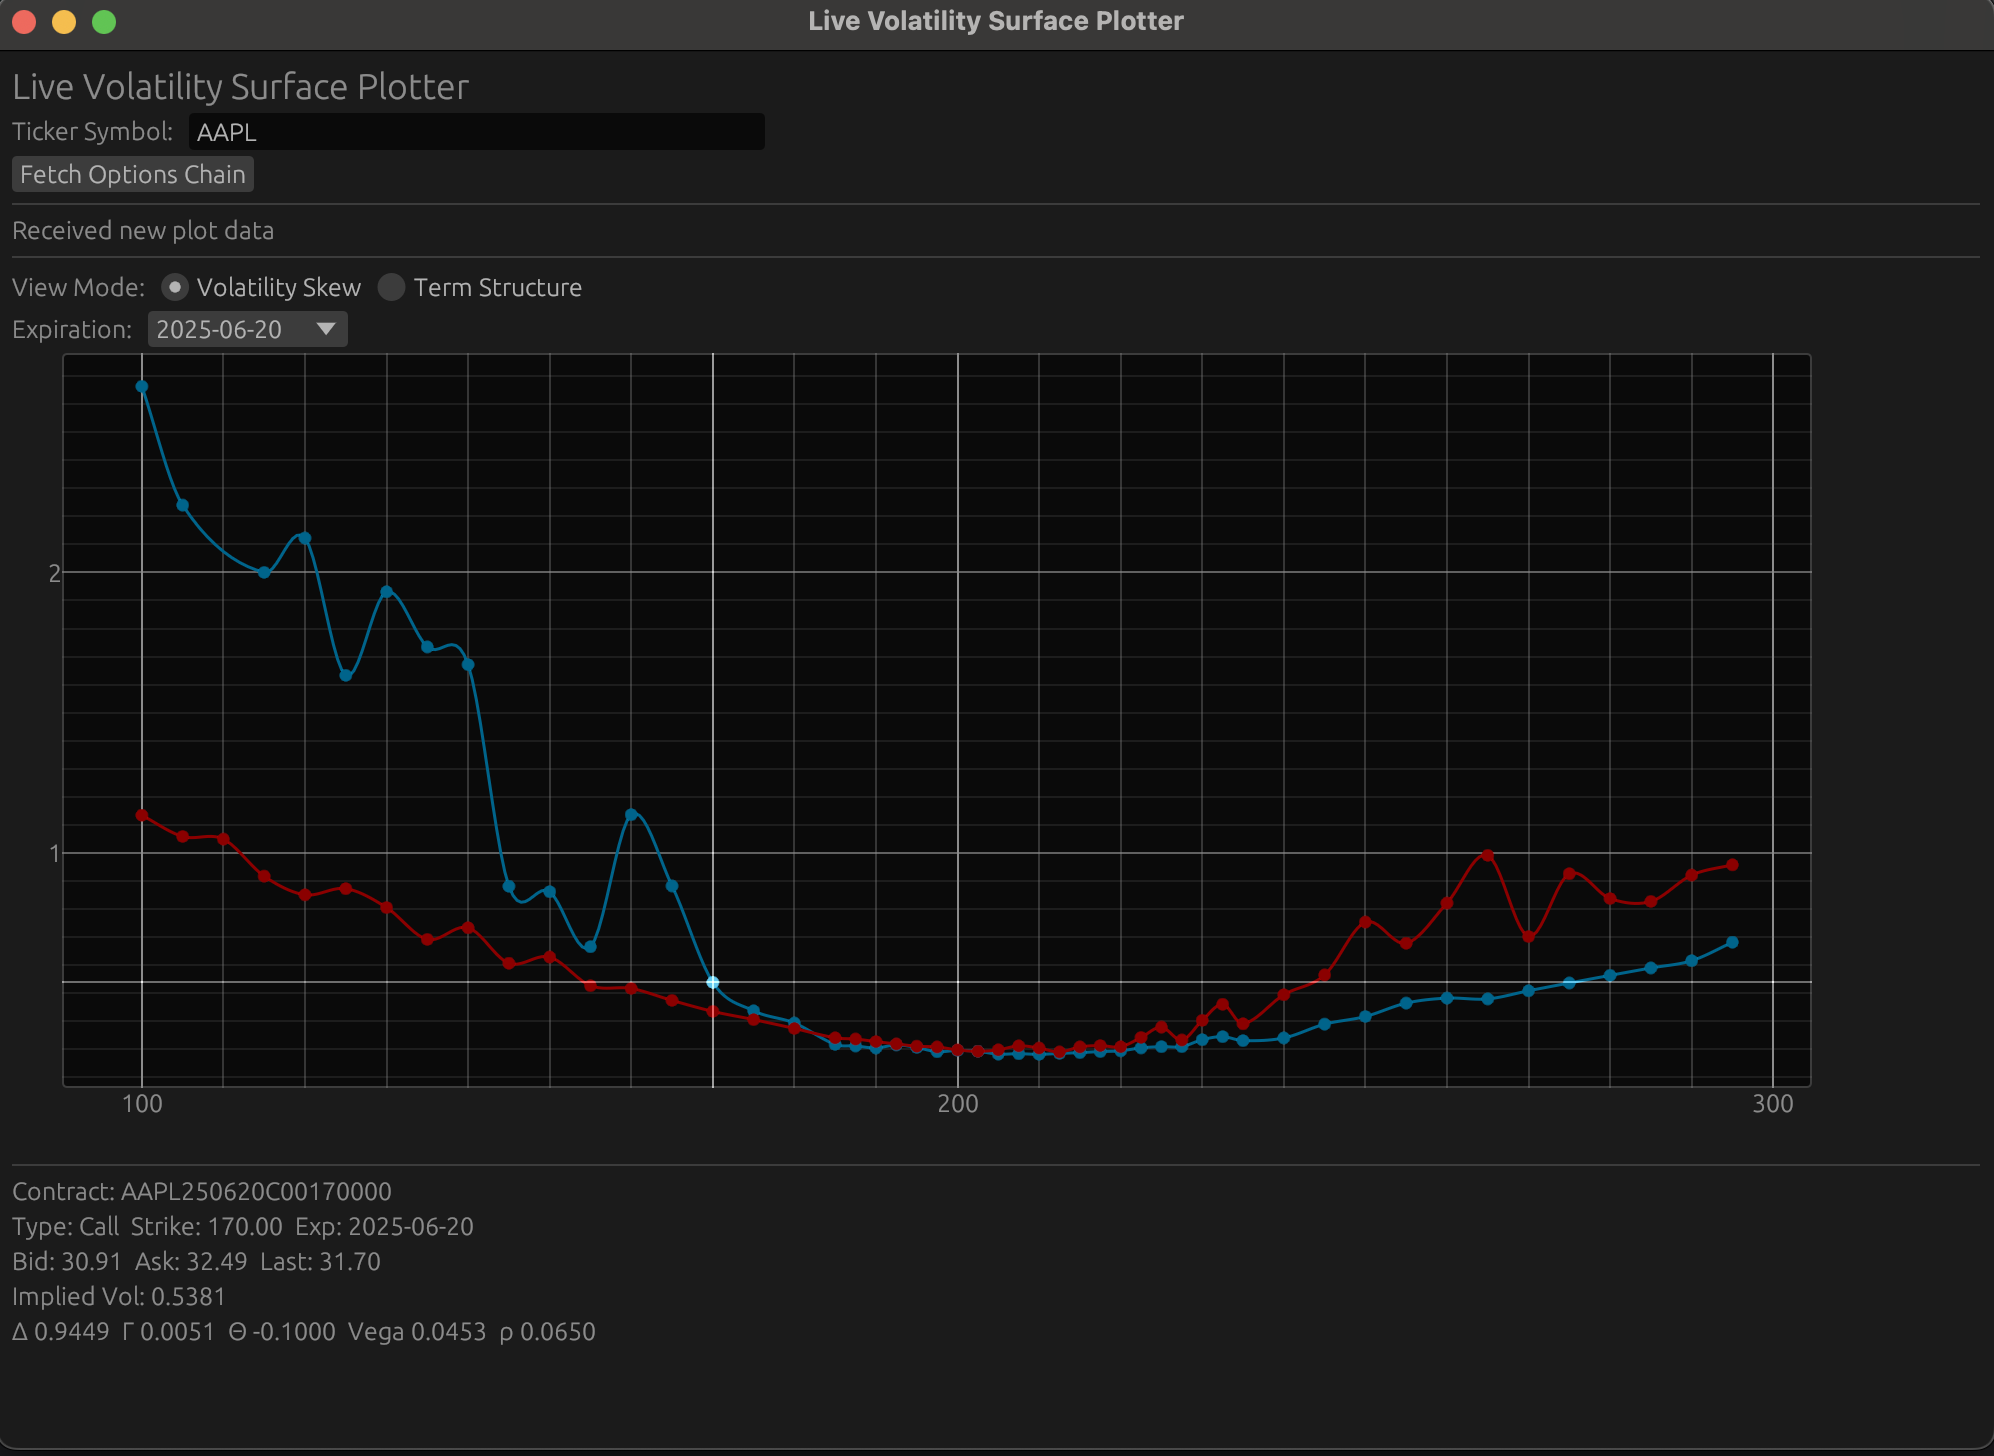 Live Volatility Surface Plotter
Live Volatility Surface Plotter
Ticker Symbol: AAPL
Fetch Options Chain
Received new plot data
View Mode: Volatility Skew Term Structure
Expiration: 2025-06-20
2
1
100 200 300
Contract: AAPL250620C00170000
Type: Call Strike: 170.00 Exp: 2025-06-20
Bid: 30.91 Ask: 32.49 Last: 31.70
Implied Vol: 0.5381
Δ 0.9449 Γ 0.0051 Θ -0.1000 Vega 0.0453 ρ 0.0650